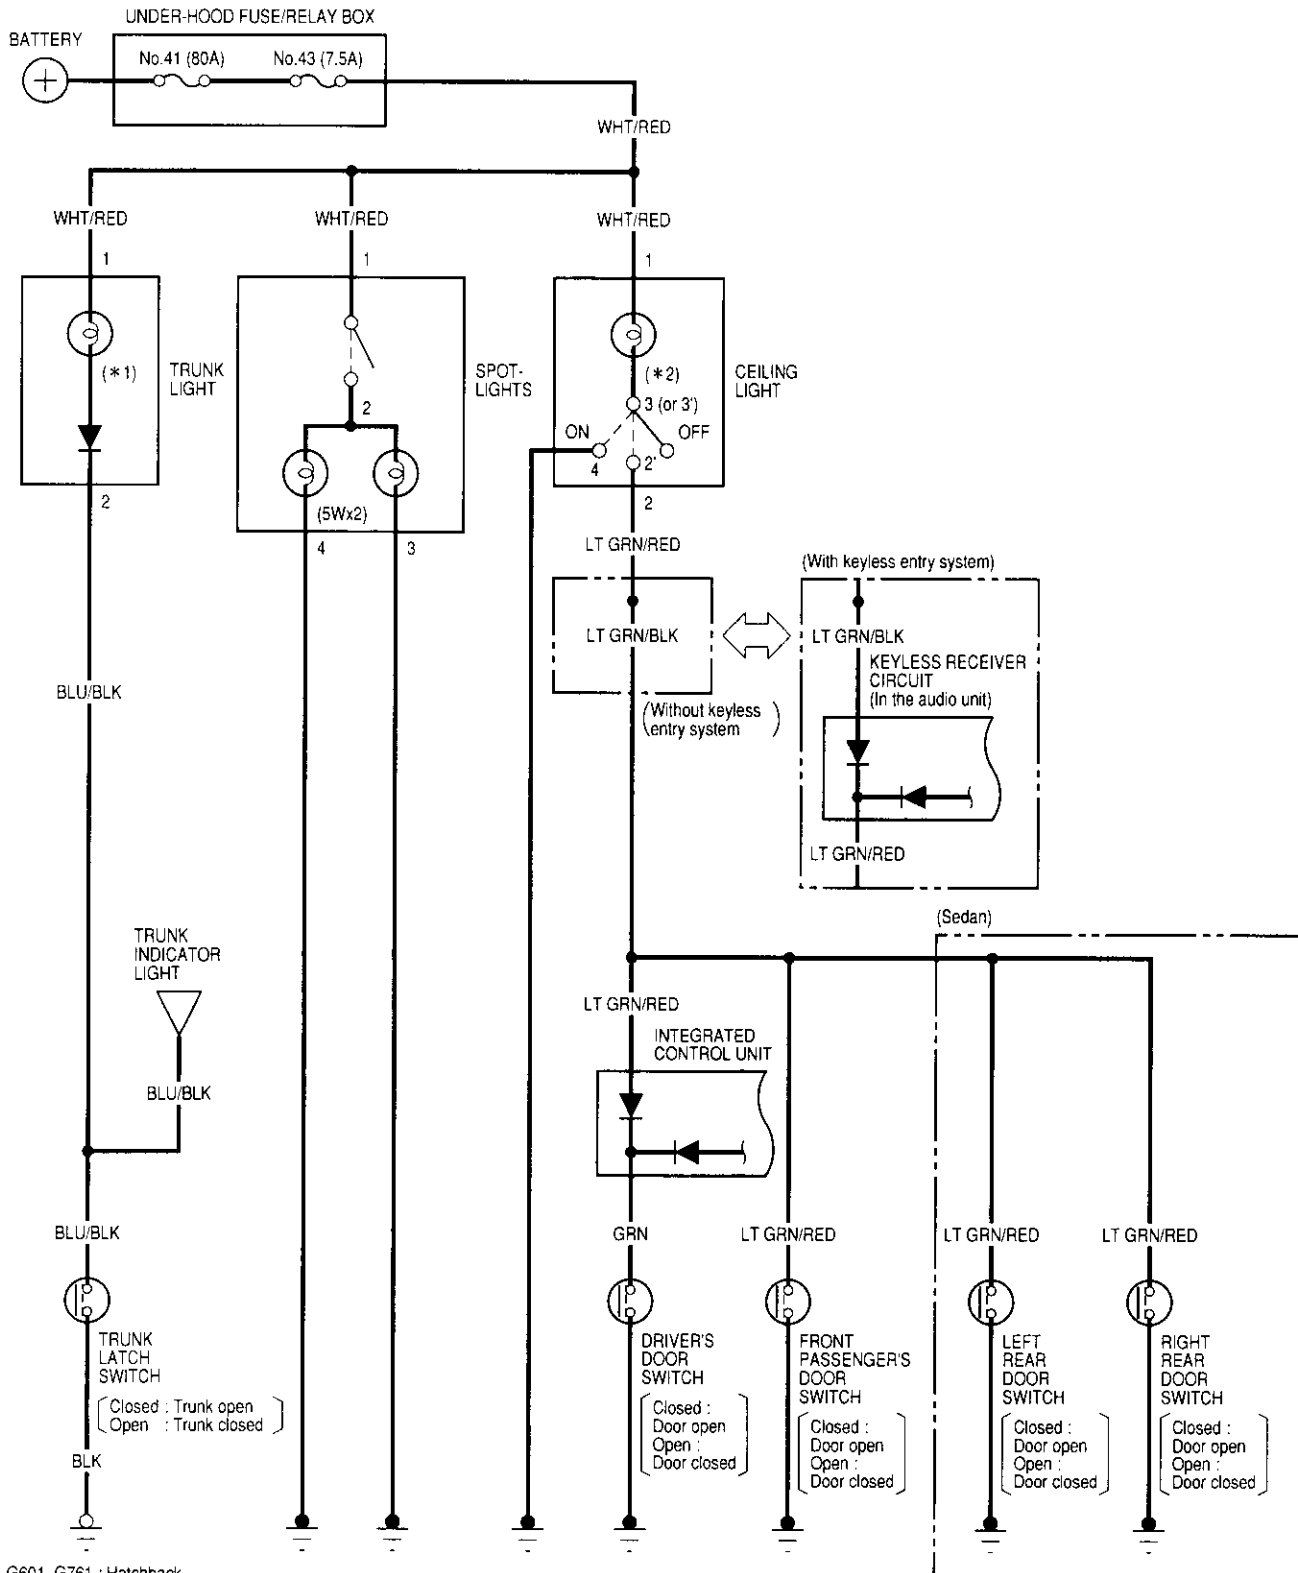 UNDER-HOOD FUSE/RELAY BOX
BATTERY
No.41 (80A)
No.43 (7.5A)
WHT/RED
WHT/RED
WHT/RED
WHT/RED
1
1
1
(*1)
TRUNK
LIGHT
2
SPOT-
LIGHTS
2
(5Wx2)
4
3
CEILING
LIGHT
(*2)
3 (or 3')
ON
OFF
4
2'
2
LT GRN/RED
(With keyless entry system)
LT GRN/BLK
LT GRN/BLK
KEYLESS RECEIVER
CIRCUIT
(In the audio unit)
BLU/BLK
(Without keyless
entry system)
LT GRN/RED
(Sedan)
TRUNK
INDICATOR
LIGHT
LT GRN/RED
INTEGRATED
CONTROL UNIT
BLU/BLK
BLU/BLK
GRN
LT GRN/RED
LT GRN/RED
LT GRN/RED
TRUNK
LATCH
SWITCH
[Closed : Trunk open
Open : Trunk closed]
BLK
DRIVER'S
DOOR
SWITCH
[Closed :
Door open
Open :
Door closed]
FRONT
PASSENGER'S
DOOR
SWITCH
[Closed :
Door open
Open :
Door closed]
LEFT
REAR
DOOR
SWITCH
[Closed :
Door open
Open :
Door closed]
RIGHT
REAR
DOOR
SWITCH
[Closed :
Door open
Open :
Door closed]
G601, G761 : Hatchback